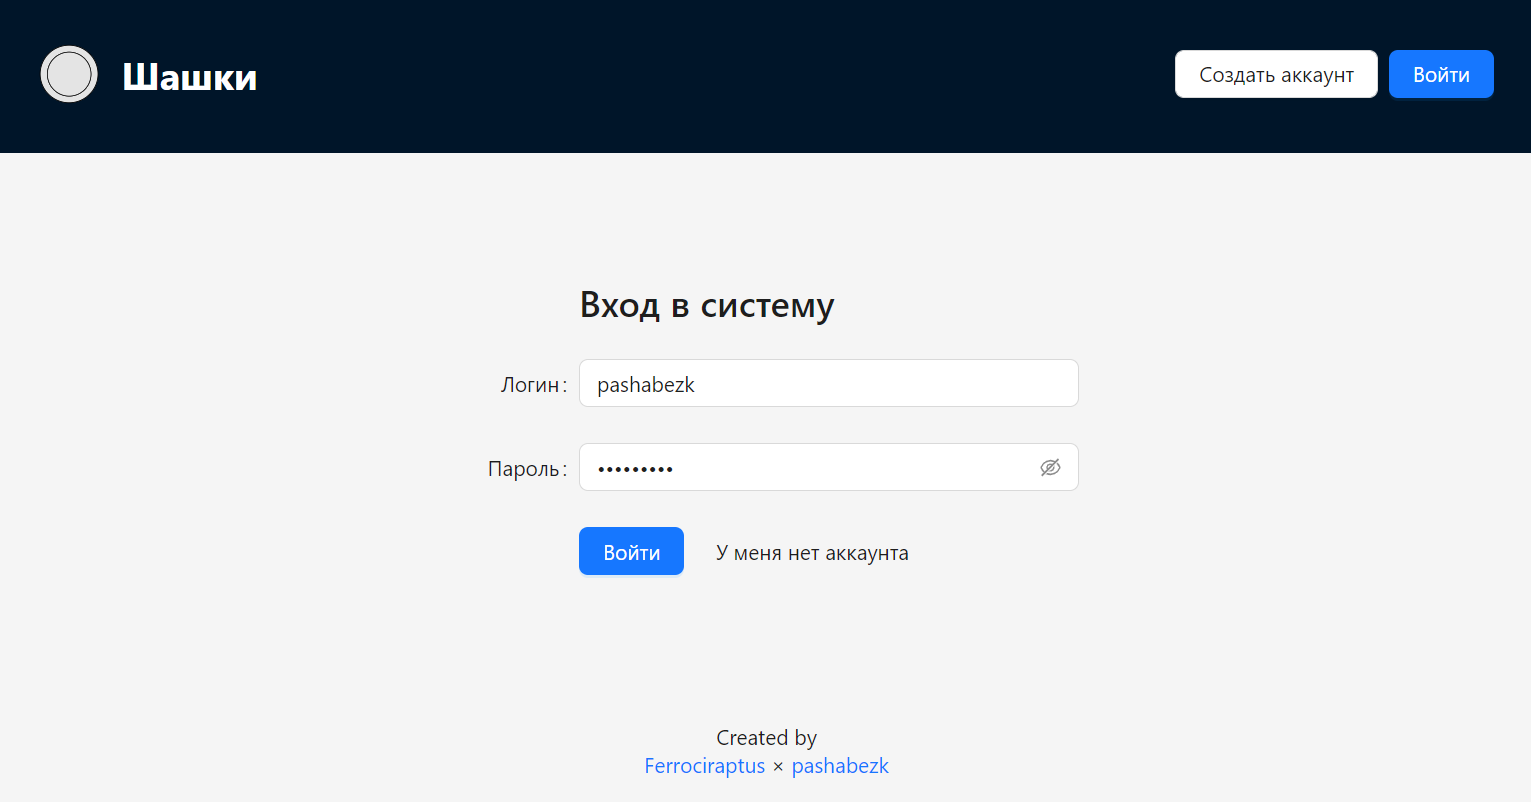 Шашки
Создать аккаунт
Войти
Вход в систему
Логин:
pashabezk
Пароль:
•••••••••
Войти
У меня нет аккаунта
Created by
Ferrociraptus × pashabezk